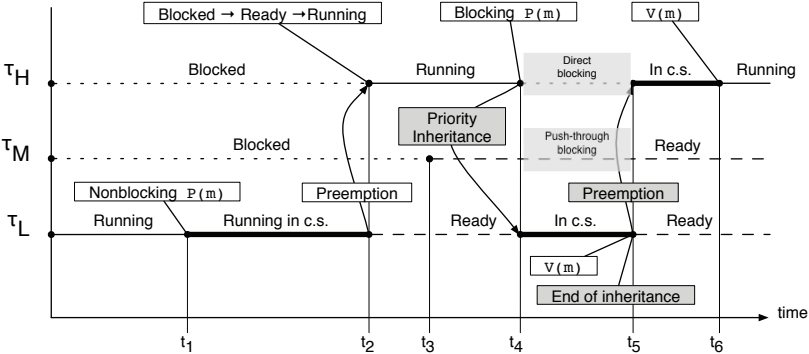 Blocked → Ready →Running
Blocking P(m)
V(m)
τH
Blocked
Running
Direct
blocking
In c.s.
Running
Priority
Inheritance
τM
Blocked
Push-through
blocking
Ready
Nonblocking P(m)
Preemption
Preemption
τL
Running
Running in c.s.
Ready
In c.s.
Ready
V(m)
End of inheritance
time
t1
t2
t3
t4
t5
t6